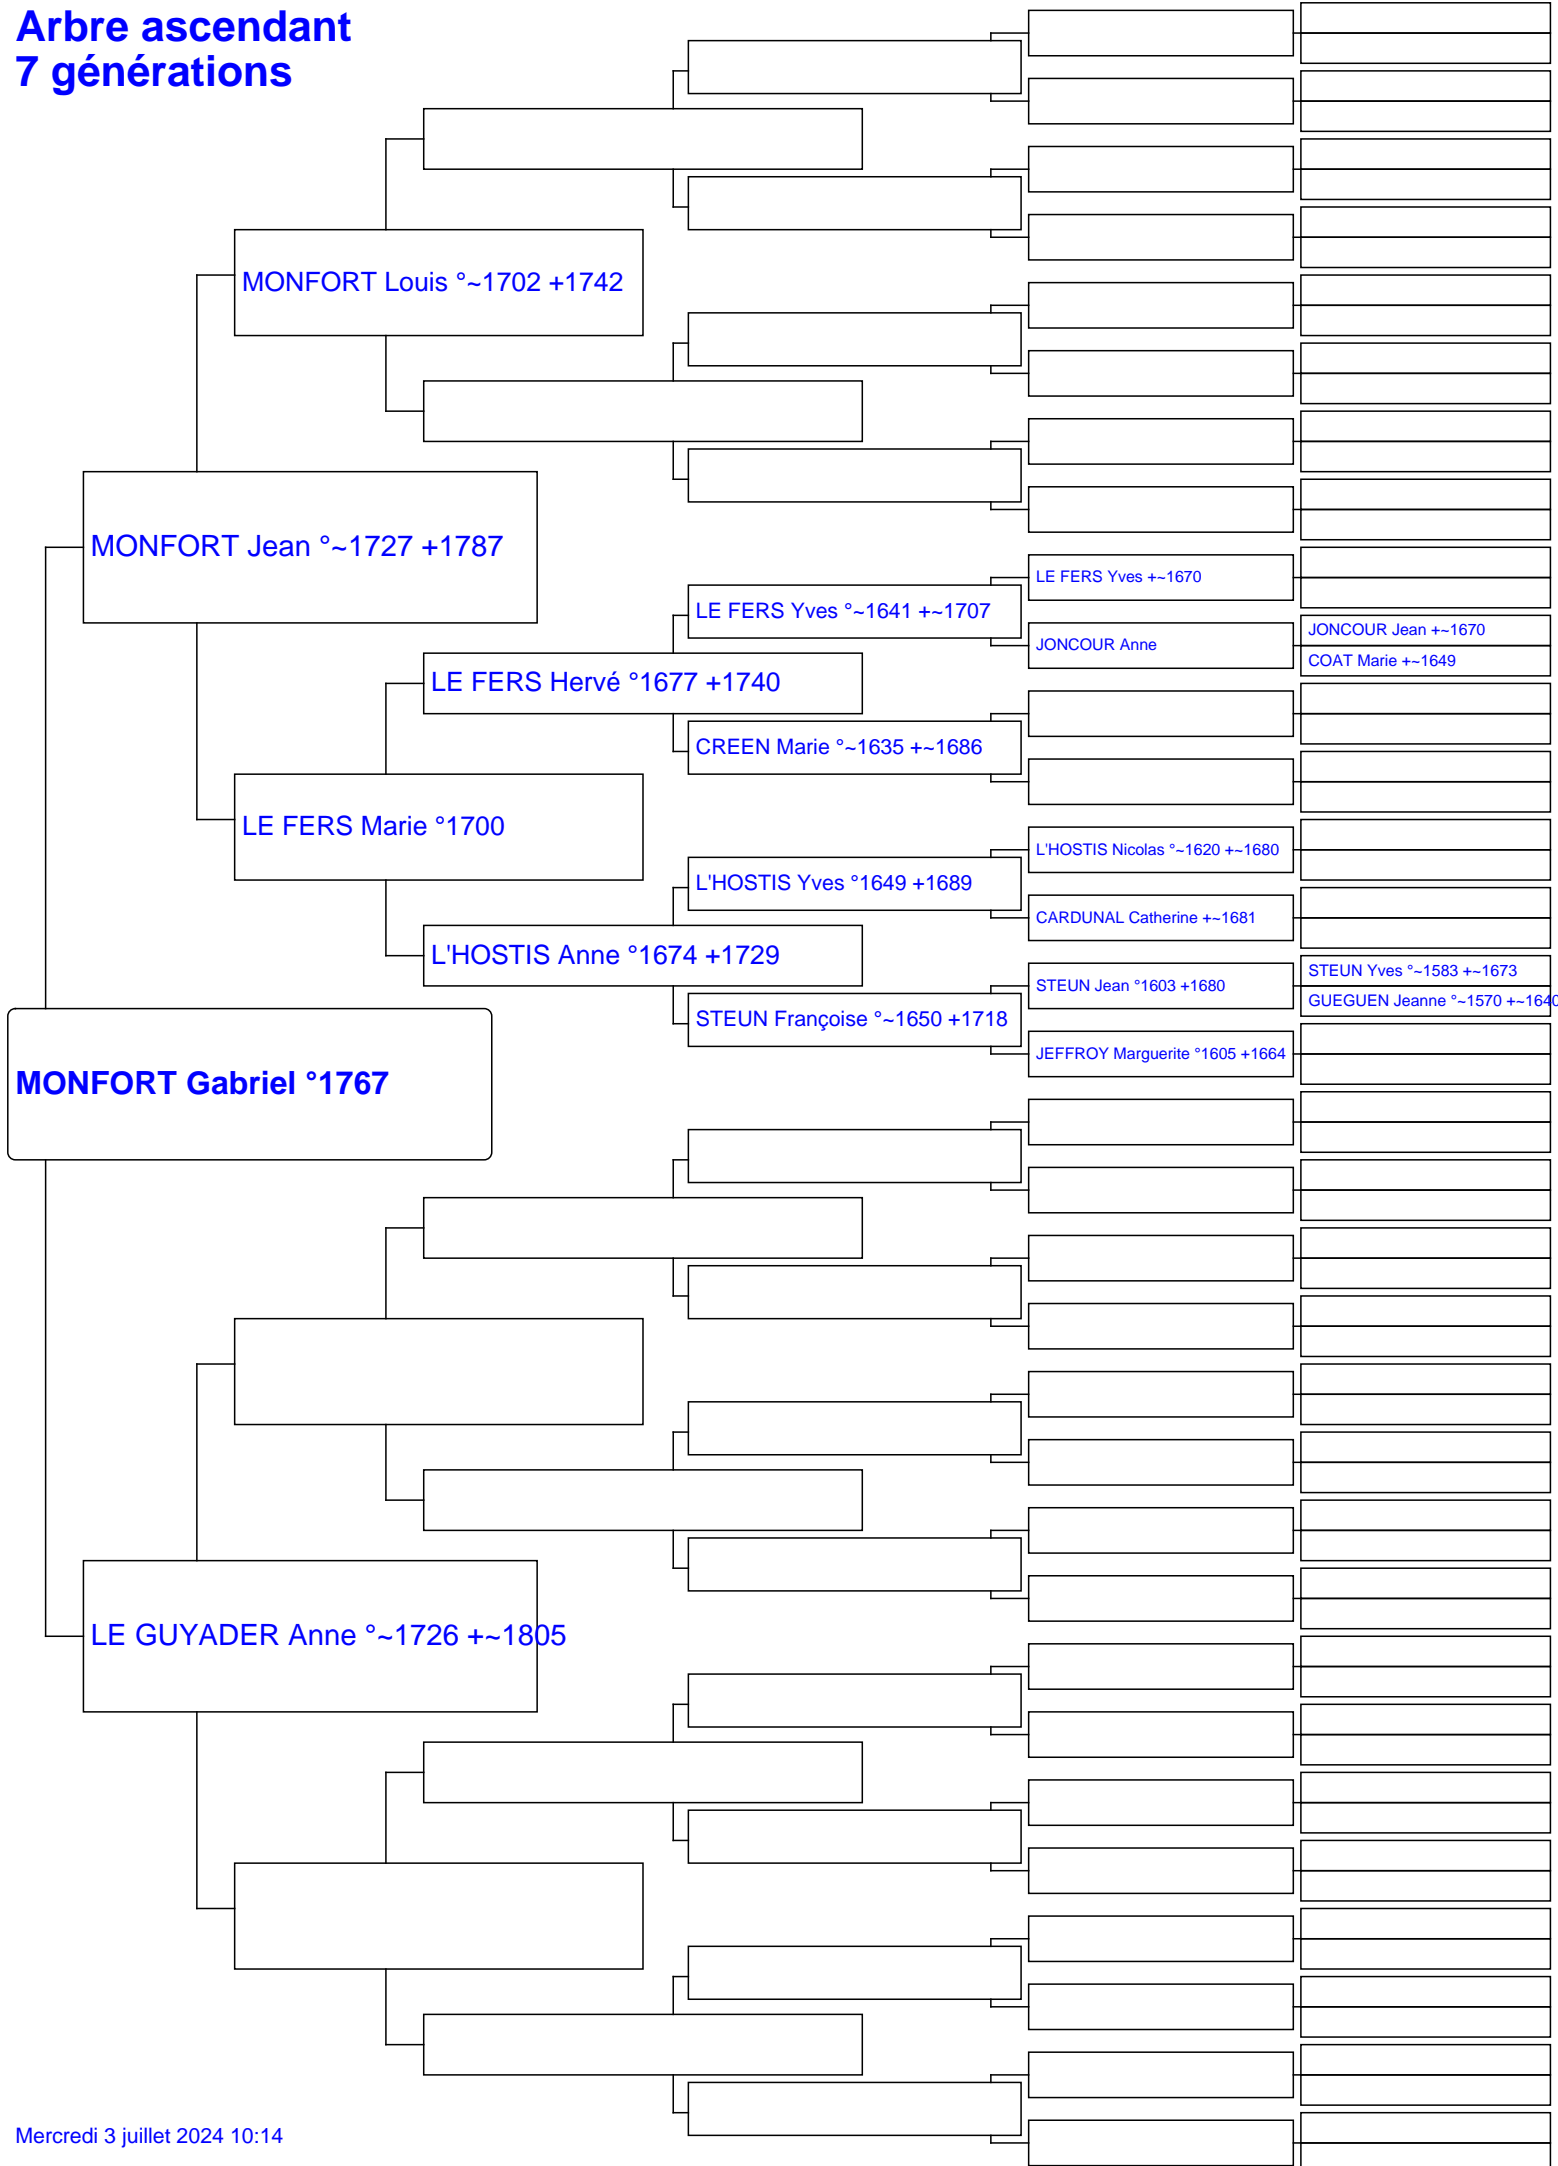 Arbre ascendant
7 générations
MONFORT Louis °~1702 +1742
MONFORT Jean °~1727 +1787
LE FERS Yves +~1670
LE FERS Yves °~1641 +~1707
JONCOUR Jean +~1670
JONCOUR Anne
COAT Marie +~1649
LE FERS Hervé °1677 +1740
CREEN Marie °~1635 +~1686
LE FERS Marie °1700
L'HOSTIS Nicolas °~1620 +~1680
L'HOSTIS Yves °1649 +1689
CARDUNAL Catherine +~1681
L'HOSTIS Anne °1674 +1729
STEUN Yves °~1583 +~1673
STEUN Jean °1603 +1680
GUEGUEN Jeanne °~1570 +~1640
STEUN Françoise °~1650 +1718
JEFFROY Marguerite °1605 +1664
MONFORT Gabriel °1767
LE GUYADER Anne °~1726 +~1805
Mercredi 3 juillet 2024 10:14